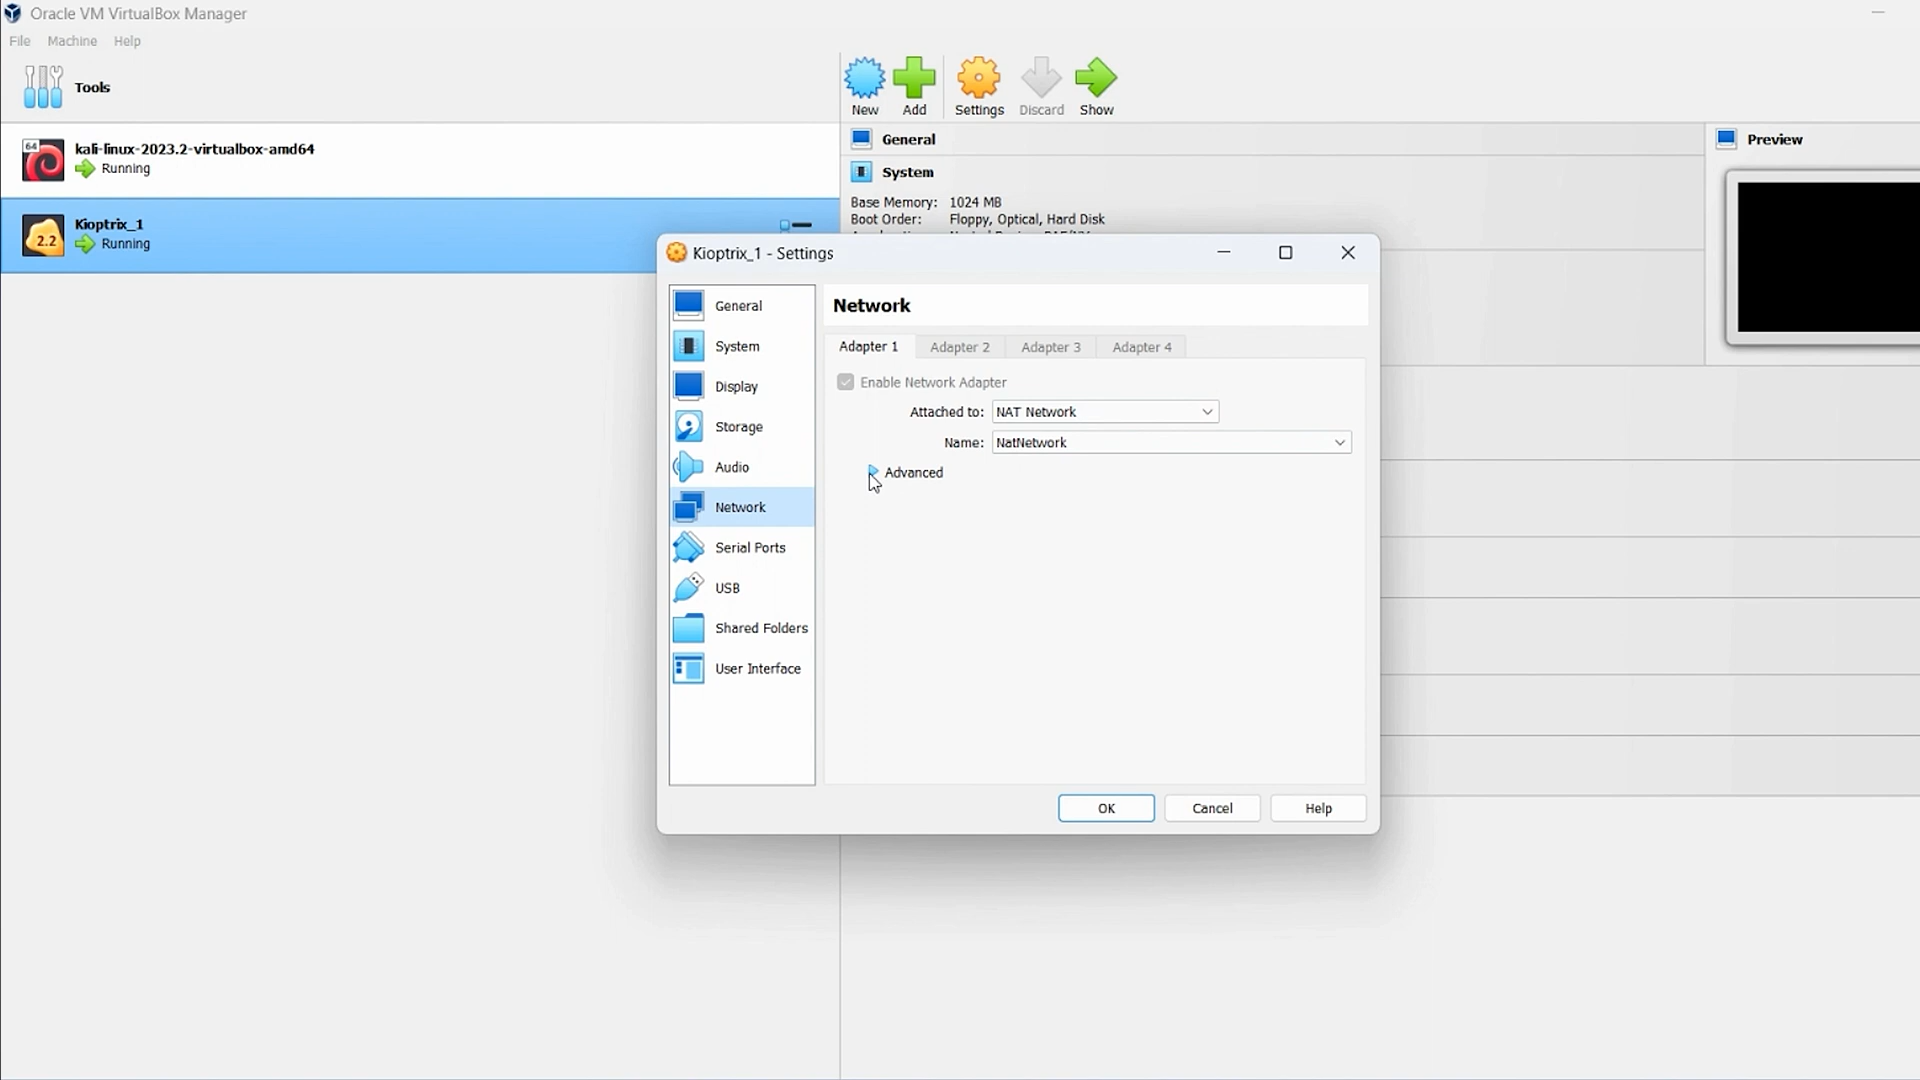 Oracle VM VirtualBox Manager
File Machine Help
Tools
New Add Settings Discard Show
64
kali-linux-2023.2-virtualbox-amd64
Running
2.2
Kioptrix_1
Running
General
System
Base Memory: 1024 MB
Boot Order: Floppy, Optical, Hard Disk
Preview
Kioptrix_1 - Settings
General
System
Display
Storage
Audio
Network
Serial Ports
USB
Shared Folders
User Interface
Network
Adapter 1 Adapter 2 Adapter 3 Adapter 4
Enable Network Adapter
Attached to: NAT Network
Name: NatNetwork
Advanced
OK Cancel Help